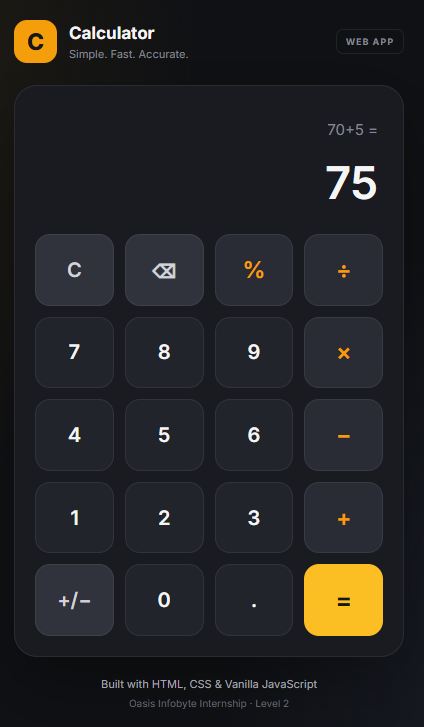 C
Calculator
Simple. Fast. Accurate.
WEB APP
70+5 =
75
C ⌫ % ÷
7 8 9 ×
4 5 6 −
1 2 3 +
+/− 0 . =
Built with HTML, CSS & Vanilla JavaScript
Oasis Infobyte Internship · Level 2